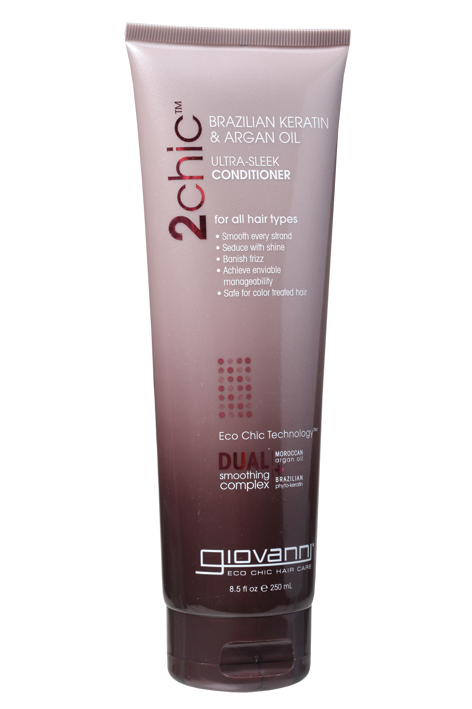 2chic™
BRAZILIAN KERATIN
& ARGAN OIL
ULTRA-SLEEK
CONDITIONER
for all hair types
• Smooth every strand
• Seduce with shine
• Banish frizz
• Achieve enviable
manageability
• Safe for color treated hair
Eco Chic Technology™
DUAL
smoothing
complex
MOROCCAN
argan oil
+
BRAZILIAN
phyto-keratin
giovanni
ECO CHIC HAIR CARE
8.5 fl oz e 250 mL